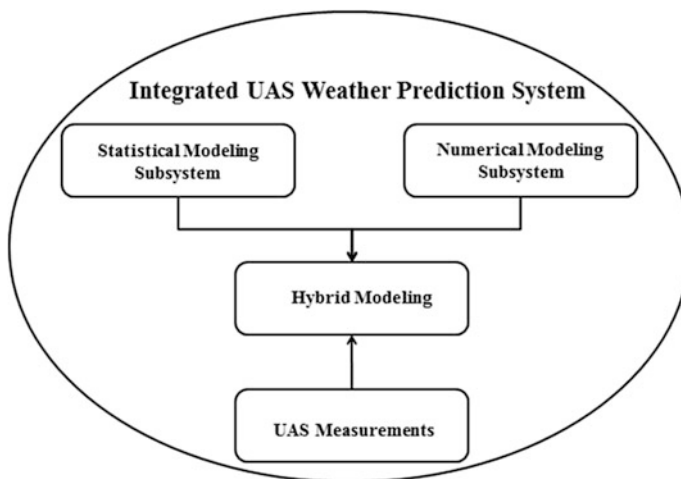 Integrated UAS Weather Prediction System
Statistical Modeling
Subsystem
Numerical Modeling
Subsystem
Hybrid Modeling
UAS Measurements